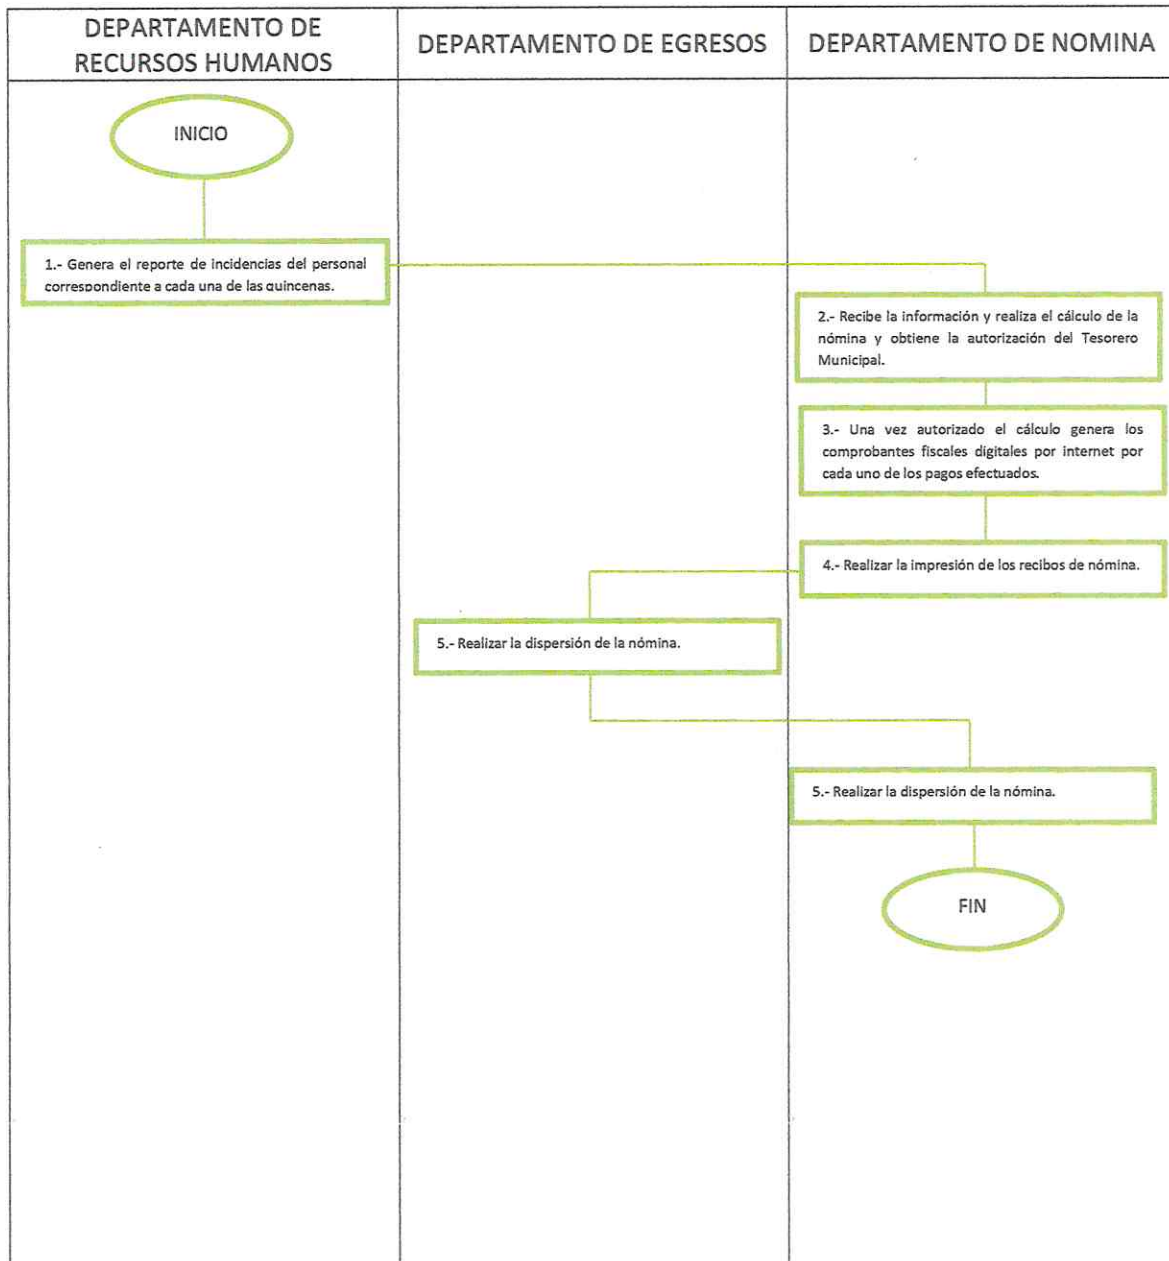 DEPARTAMENTO DE
RECURSOS HUMANOS
DEPARTAMENTO DE EGRESOS
DEPARTAMENTO DE NOMINA
INICIO
1.- Genera el reporte de incidencias del personal
correspondiente a cada una de las quincenas.
2.- Recibe la información y realiza el cálculo de la
nómina y obtiene la autorización del Tesorero
Municipal.
3.- Una vez autorizado el cálculo genera los
comprobantes fiscales digitales por internet por
cada uno de los pagos efectuados.
4.- Realizar la impresión de los recibos de nómina.
5.- Realizar la dispersión de la nómina.
5.- Realizar la dispersión de la nómina.
FIN